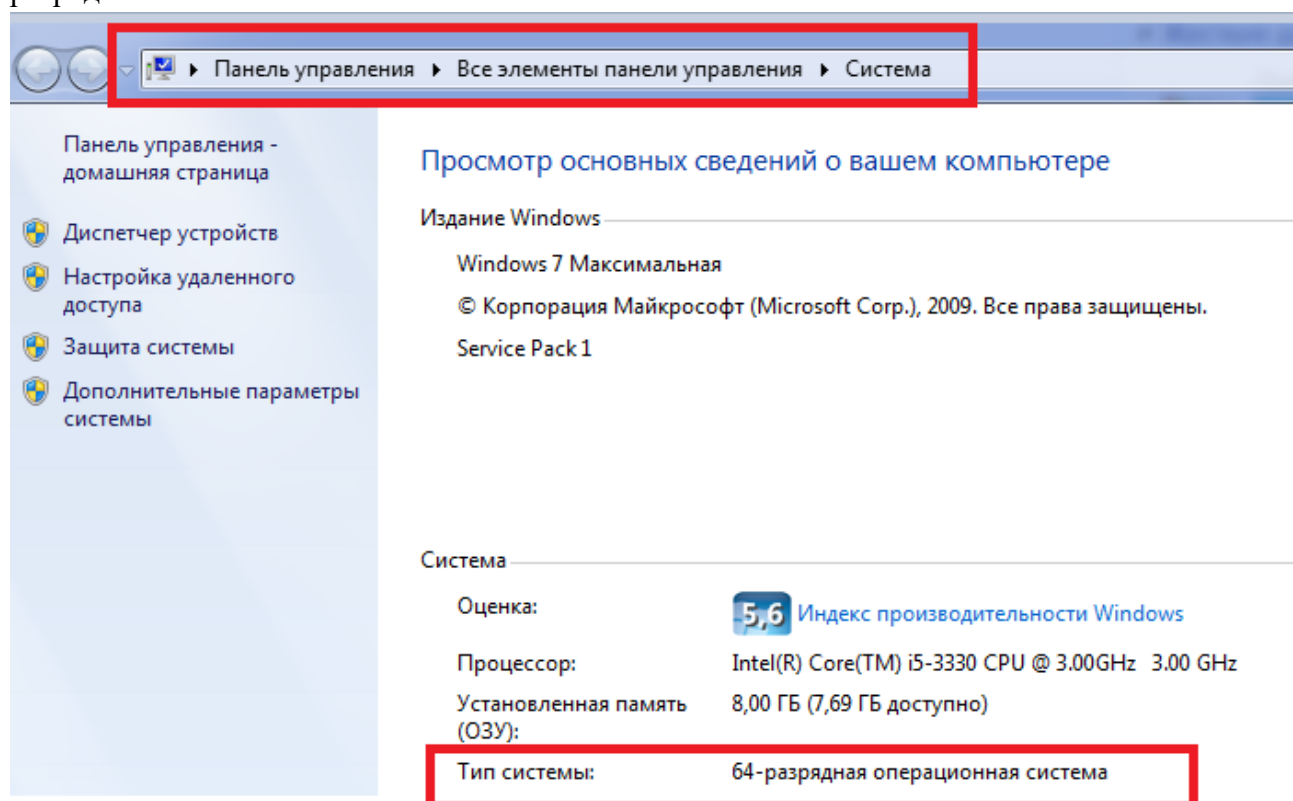 Панель управления ▸ Все элементы панели управления ▸ Система
Панель управления -
домашняя страница
Диспетчер устройств
Настройка удаленного
доступа
Защита системы
Дополнительные параметры
системы
Просмотр основных сведений о вашем компьютере
Издание Windows
Windows 7 Максимальная
© Корпорация Майкрософт (Microsoft Corp.), 2009. Все права защищены.
Service Pack 1
Система
Оценка: 5,6 Индекс производительности Windows
Процессор: Intel(R) Core(TM) i5-3330 CPU @ 3.00GHz 3.00 GHz
Установленная память 8,00 ГБ (7,69 ГБ доступно)
(ОЗУ):
Тип системы: 64-разрядная операционная система